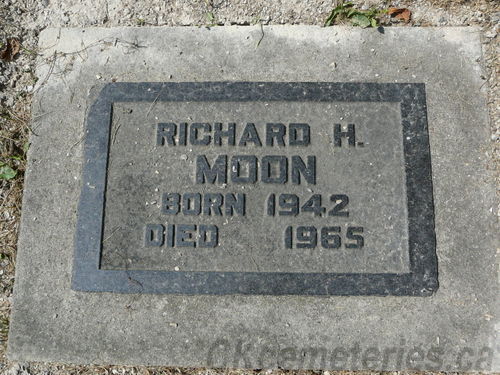 RICHARD H.
MOON
BORN 1942
DIED 1965
OKcemeteries.ca